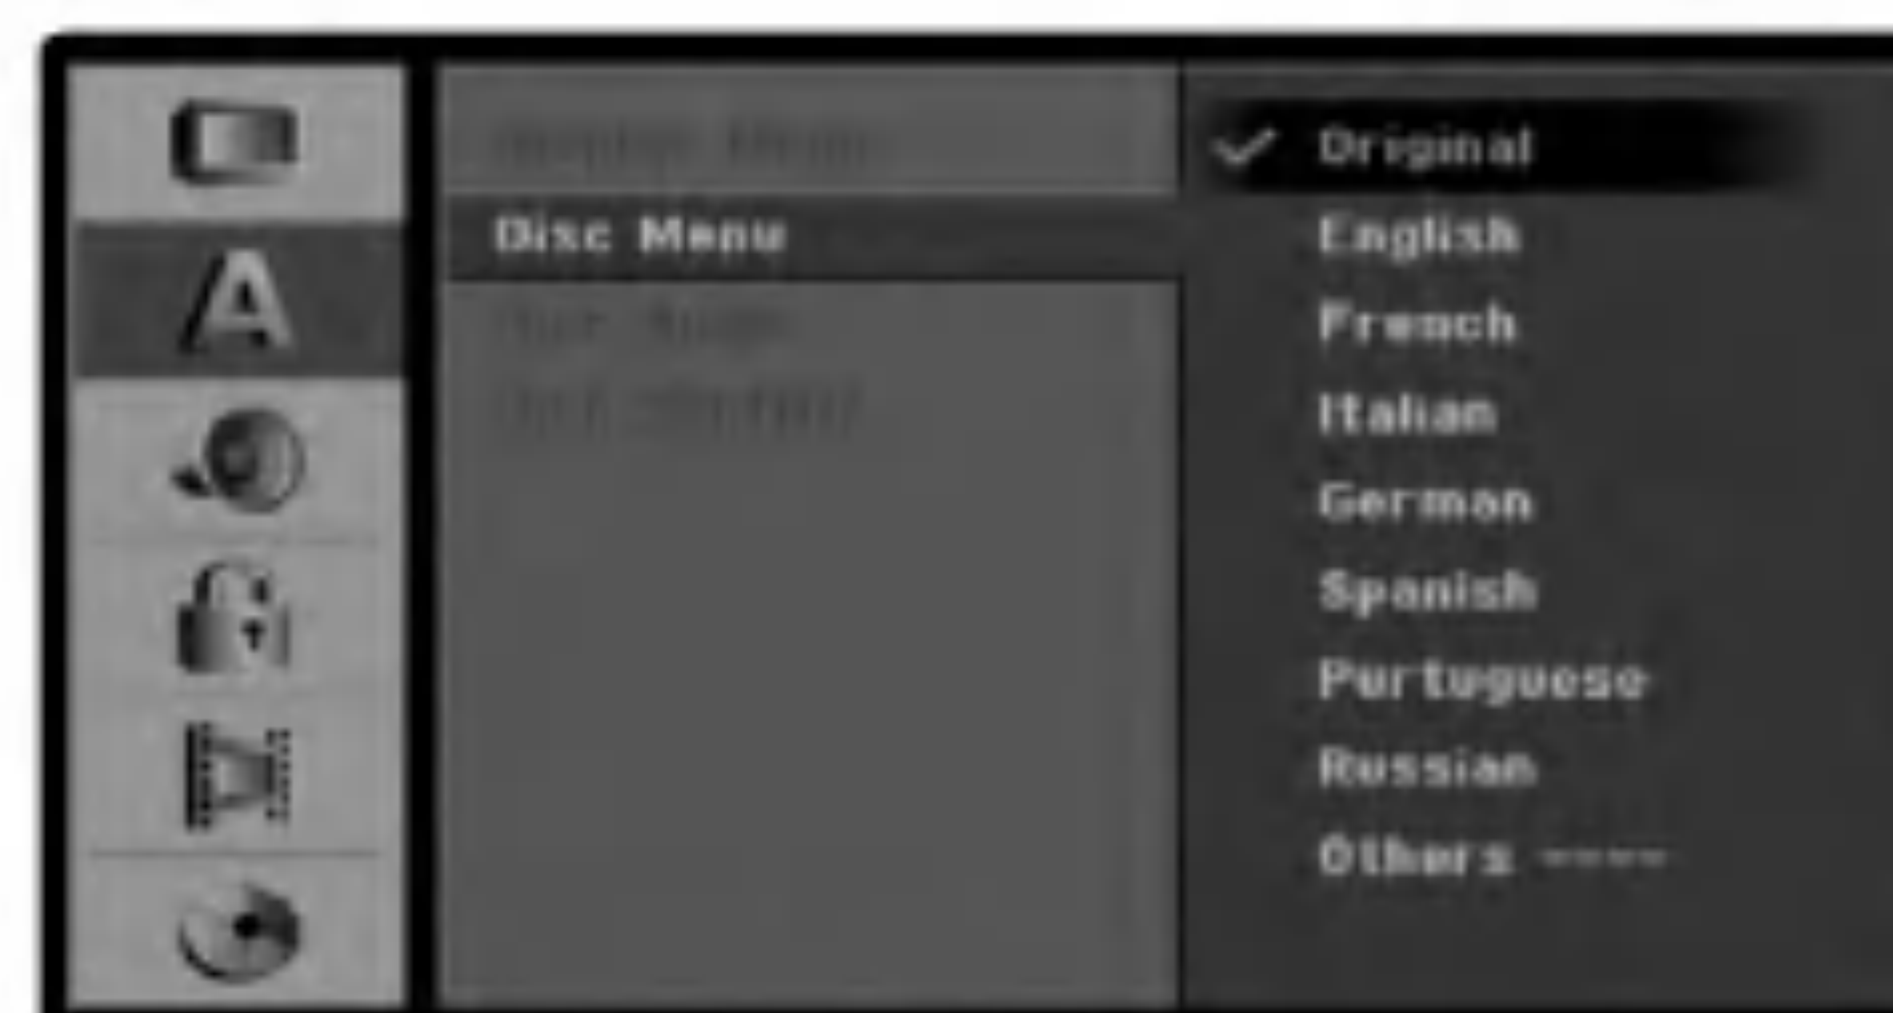 A
Disc Menu
Original
English
French
Italian
German
Spanish
Portuguese
Russian
Others ----